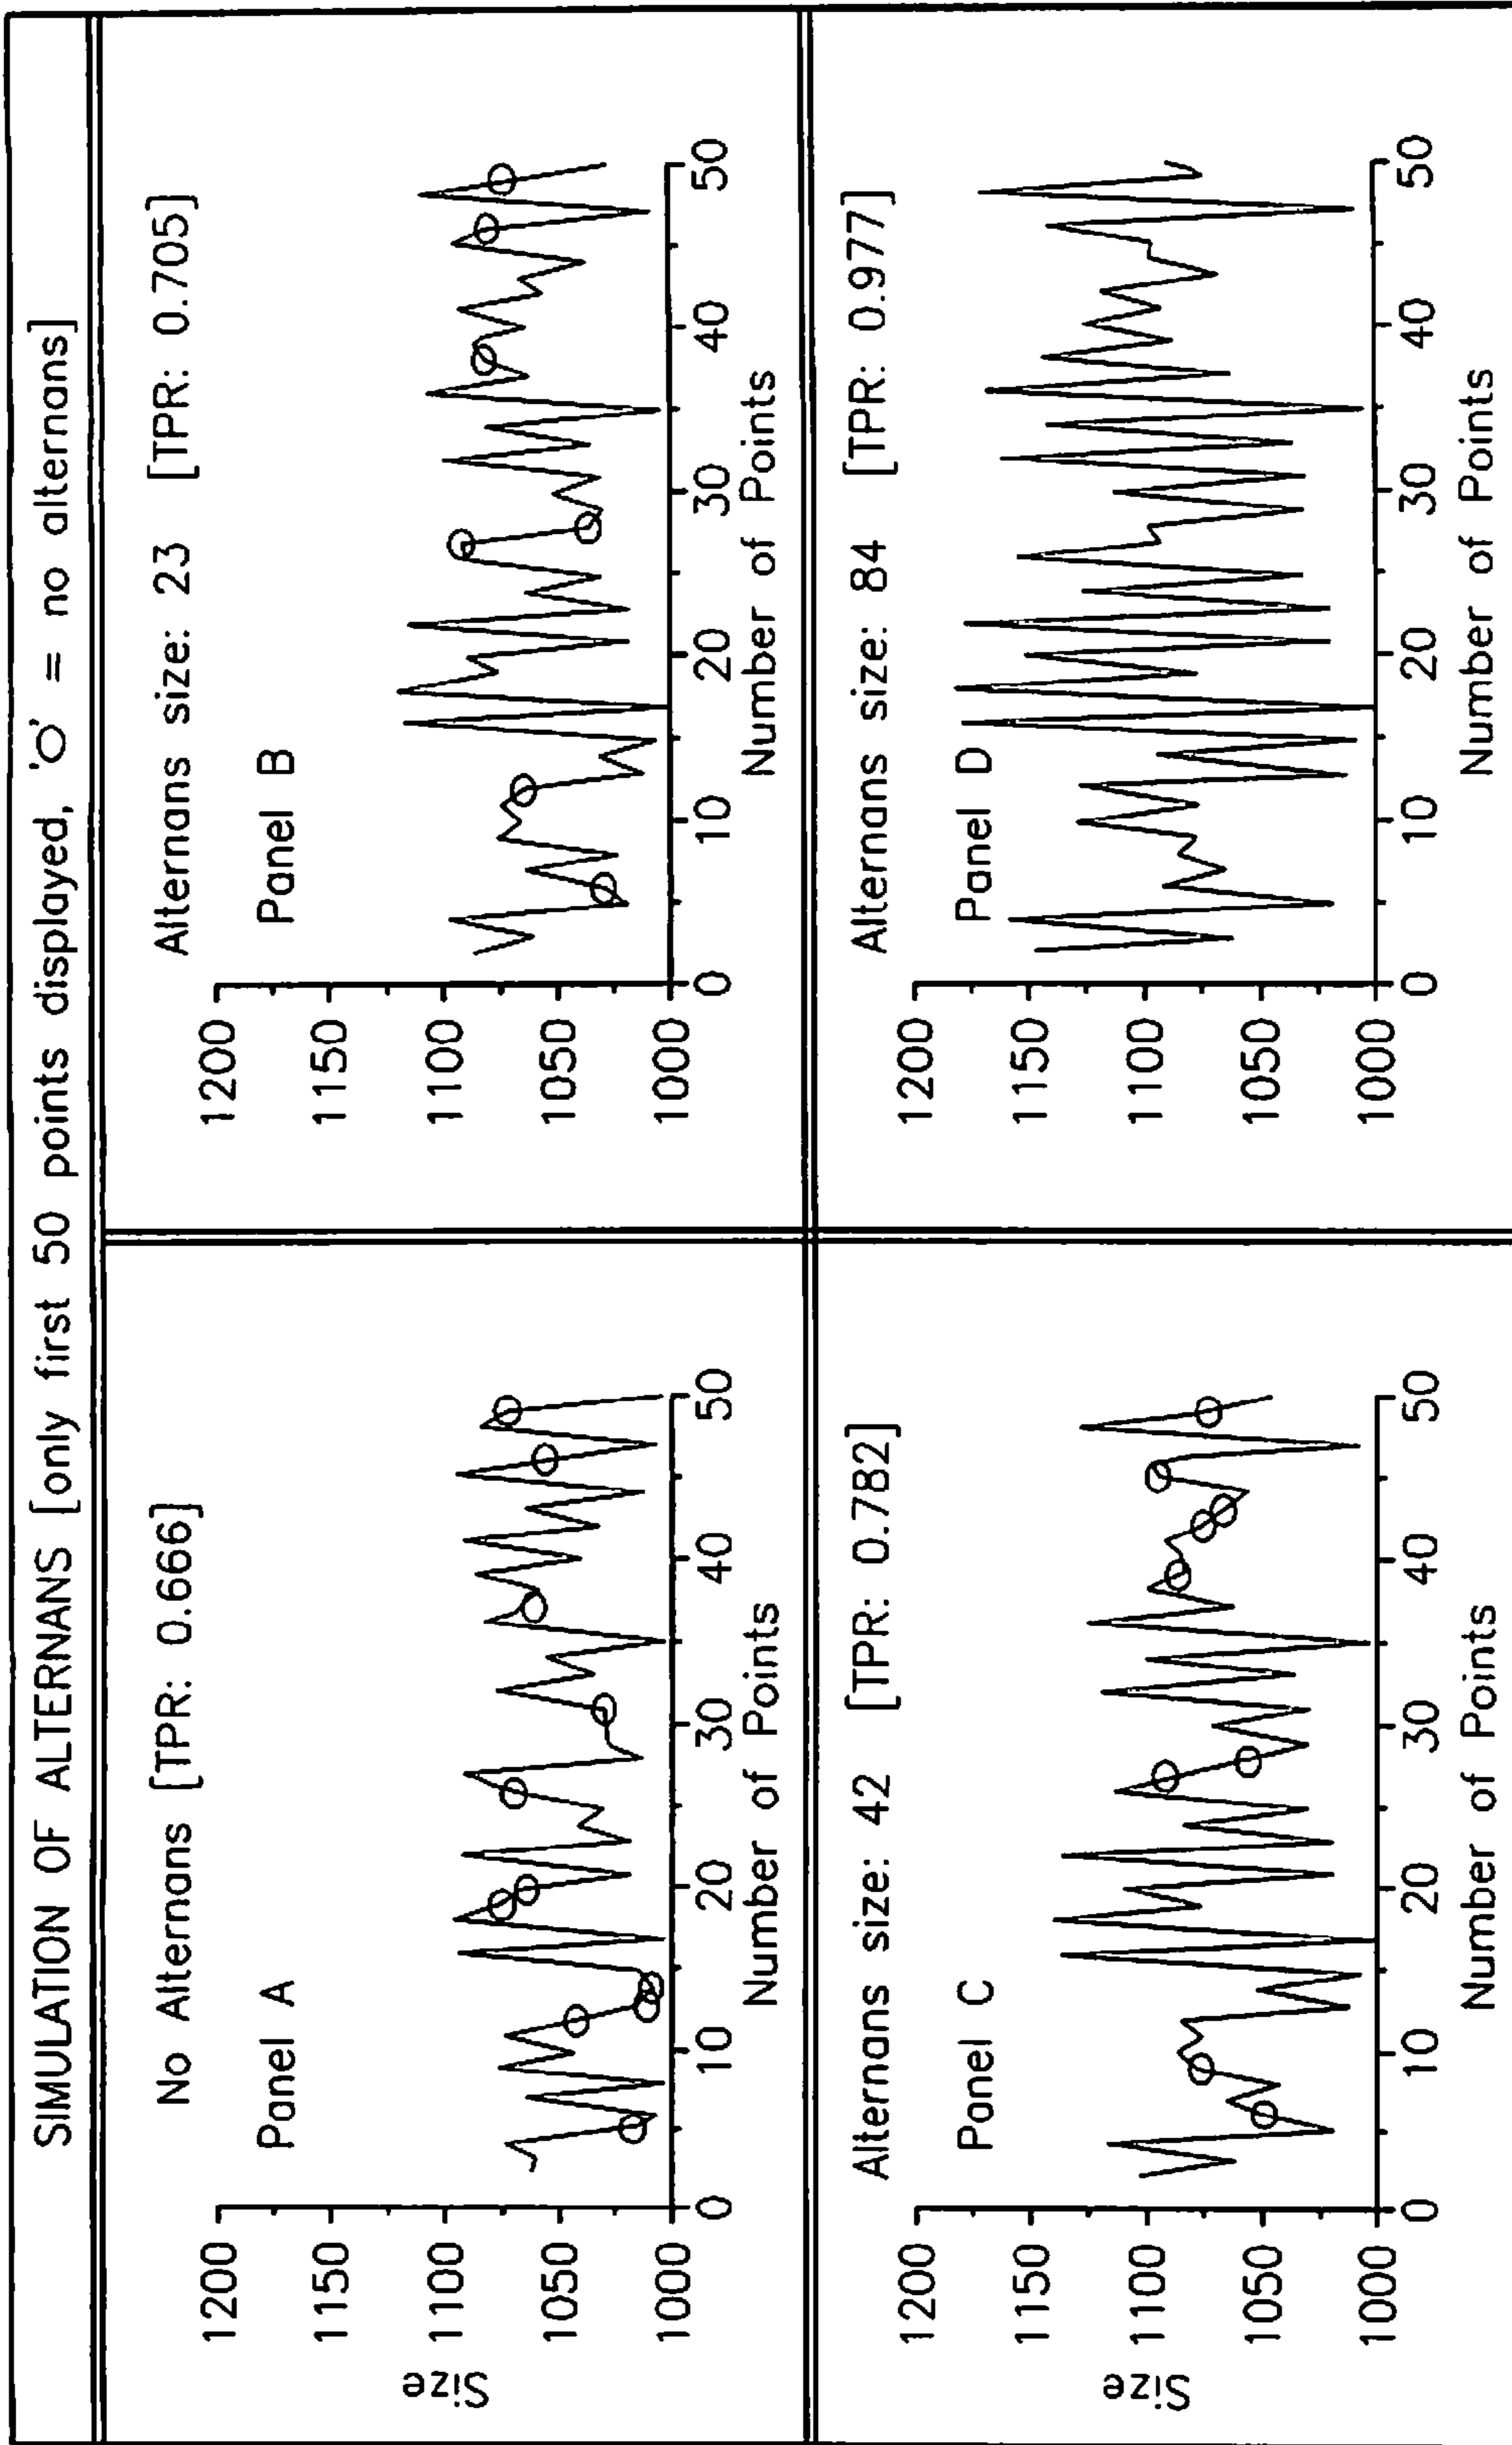 SIMULATION OF ALTERNANS [only first 50 points displayed, 'O' = no alternans]
No Alternans [TPR: 0.666]
Panel A
Size
1200
1150
1100
1050
1000
0 10 20 30 40 50
Number of Points
Alternans size: 23 [TPR: 0.705]
Panel B
1200
1150
1100
1050
1000
0 10 20 30 40 50
Number of Points
Alternans size: 42 [TPR: 0.782]
Panel C
Size
1200
1150
1100
1050
1000
0 10 20 30 40 50
Number of Points
Alternans size: 84 [TPR: 0.977]
Panel D
1200
1150
1100
1050
1000
0 10 20 30 40 50
Number of Points